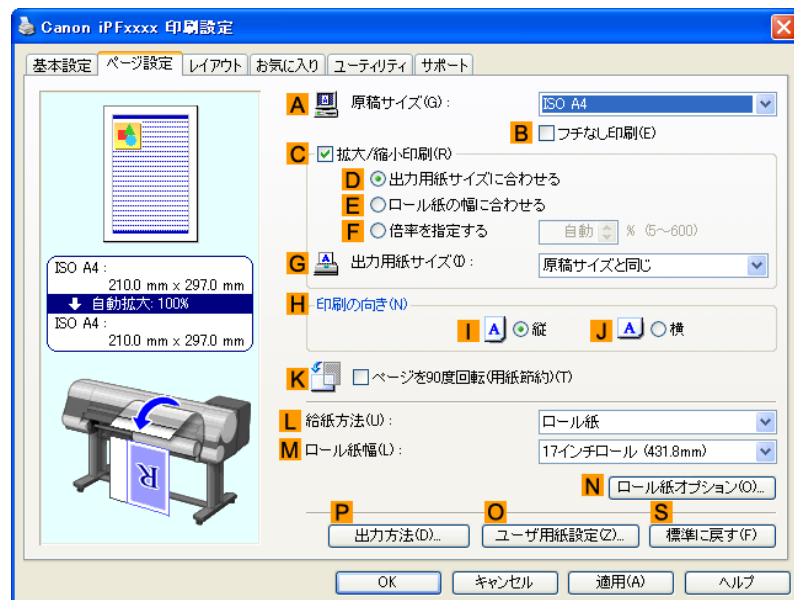 Canon iPFxxxx 印刷設定
基本設定 ページ設定 レイアウト お気に入り ユーティリティ サポート
A 原稿サイズ(G): ISO A4
B フチなし印刷(E)
C 拡大/縮小印刷(R)
D 出力用紙サイズに合わせる
E ロール紙の幅に合わせる
F 倍率を指定する 自動 % (5～600)
G 出力用紙サイズ(I): 原稿サイズと同じ
ISO A4:
210.0 mm x 297.0 mm
自動拡大: 100%
ISO A4:
210.0 mm x 297.0 mm
H 印刷の向き(N)
I A 縦 J A 横
K ページを90度回転(用紙節約)(T)
L 給紙方法(U): ロール紙
M ロール紙幅(L): 17インチロール (431.8mm)
R
N ロール紙オプション(O)...
P O S
出力方法(D)... ユーザ用紙設定(Z)... 標準に戻す(F)
OK キャンセル 適用(A) ヘルプ